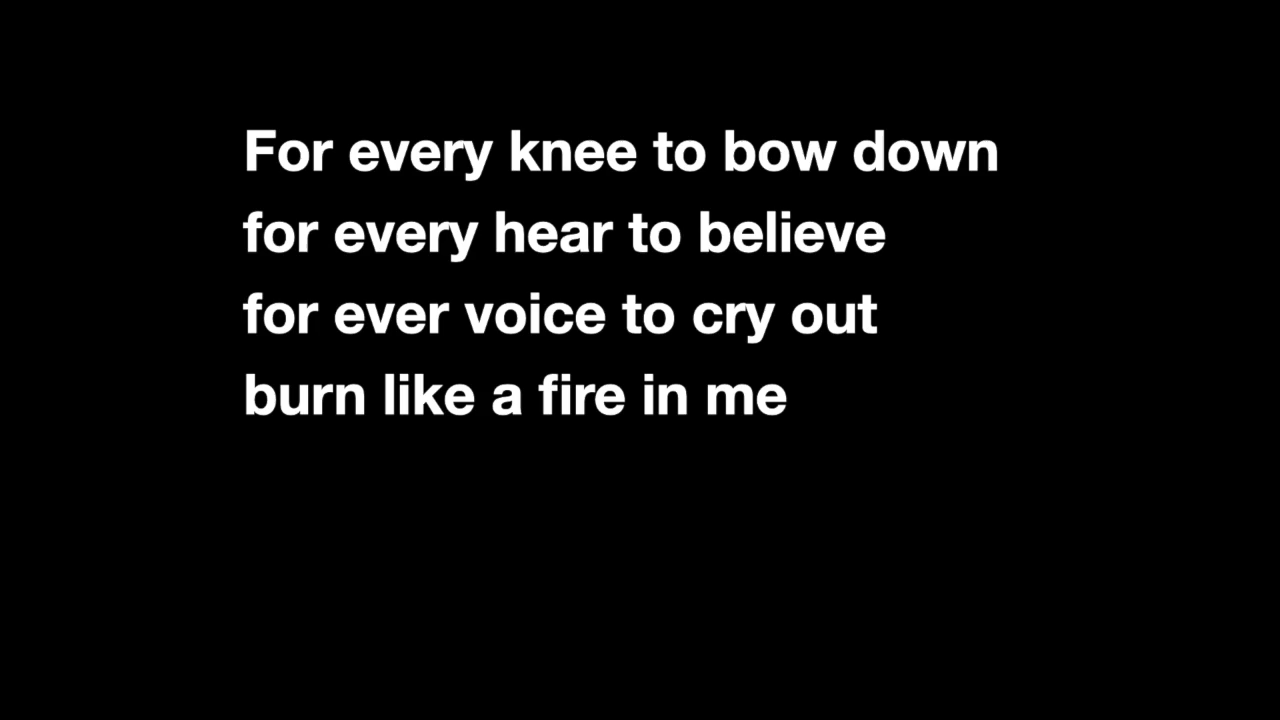 For every knee to bow down
for every hear to believe
for ever voice to cry out
burn like a fire in me